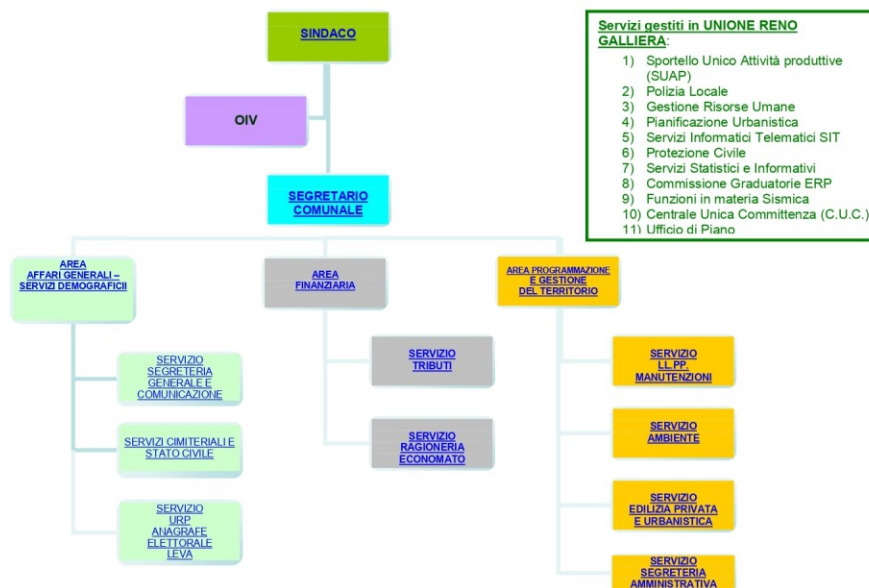 SINDACO
OIV
SEGRETARIO
COMUNALE
Servizi gestiti in UNIONE RENO
GALLIERA:
1) Sportello Unico Attività produttive
(SUAP)
2) Polizia Locale
3) Gestione Risorse Umane
4) Pianificazione Urbanistica
5) Servizi Informatici Telematici SIT
6) Protezione Civile
7) Servizi Statistici e Informativi
8) Commissione Graduatorie ERP
9) Funzioni in materia Sismica
10) Centrale Unica Committenza (C.U.C.)
11) Ufficio di Piano
AREA
AFFARI GENERALI –
SERVIZI DEMOGRAFICII
SERVIZIO
SEGRETERIA
GENERALE E
COMUNICAZIONE
SERVIZI CIMITERIALI E
STATO CIVILE
SERVIZIO
URP
ANAGRAFE
ELETTORALE
LEVA
AREA
FINANZIARIA
SERVIZIO
TRIBUTI
SERVIZIO
RAGIONERIA
ECONOMATO
AREA PROGRAMMAZIONE
E GESTIONE
DEL TERRITORIO
SERVIZIO
LL.PP.
MANUTENZIONI
SERVIZIO
AMBIENTE
SERVIZIO
EDILIZIA PRIVATA
E URBANISTICA
SERVIZIO
SEGRETERIA
AMMINISTRATIVA